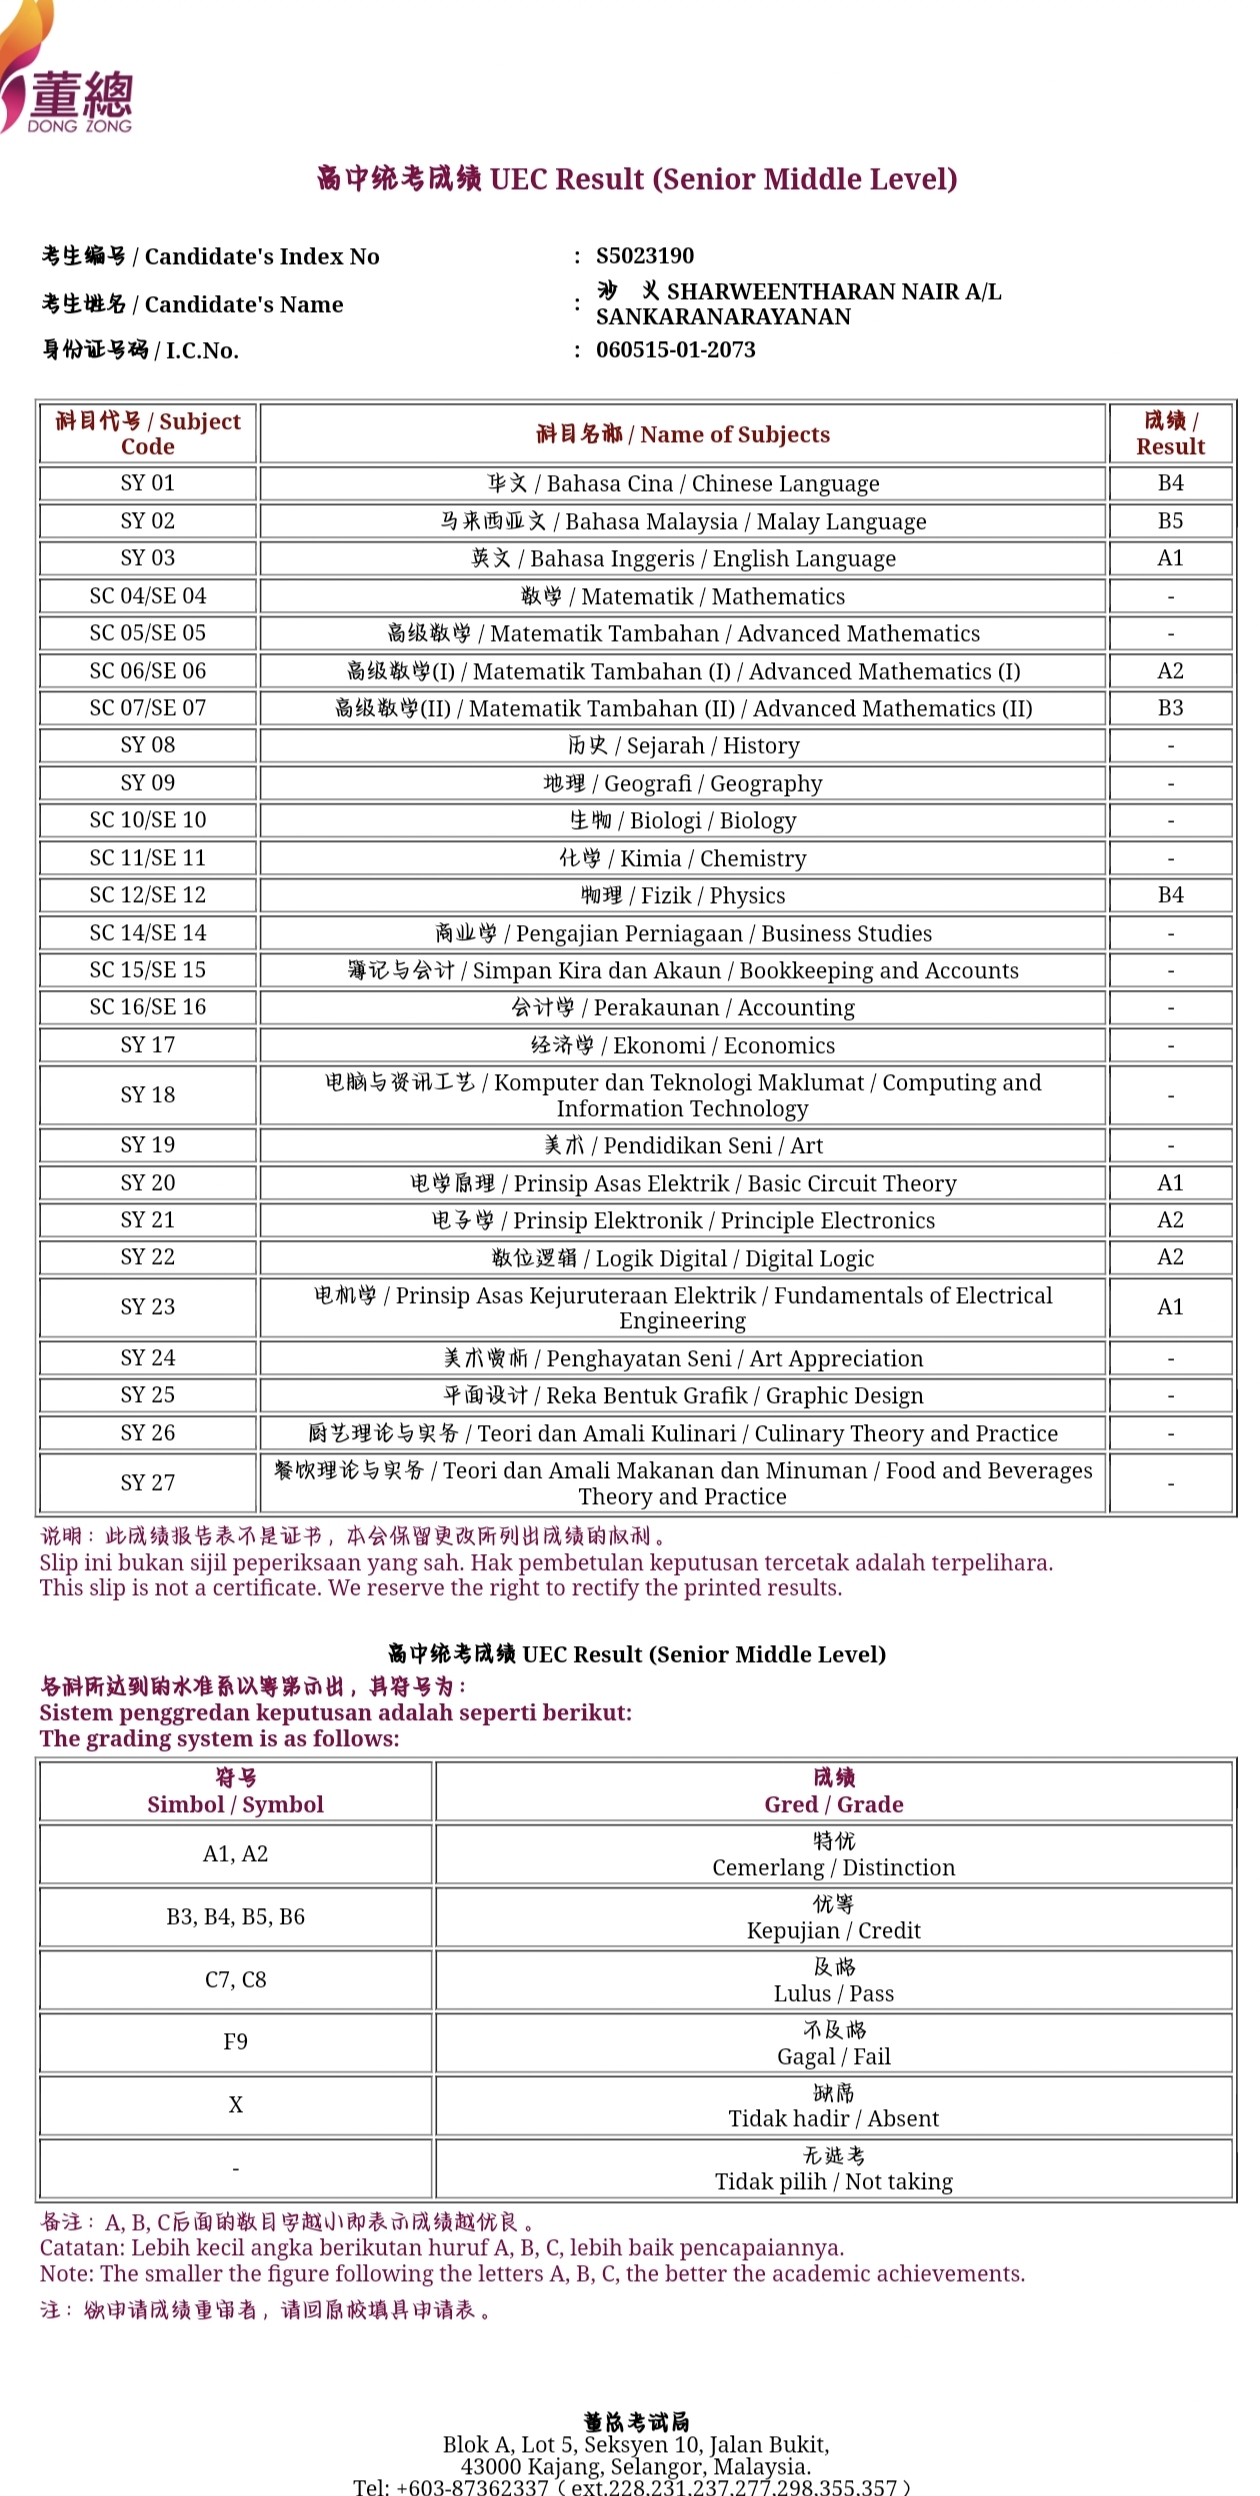 董總
DONG ZONG
高中统考成绩 UEC Result (Senior Middle Level)
考生编号 / Candidate's Index No : S5023190
考生姓名 / Candidate's Name : 沙 义 SHARWEENTHARAN NAIR A/L
SANKARANARAYANAN
身份证号码 / I.C.No. : 060515-01-2073
科目代号 / Subject Code 科目名称 / Name of Subjects 成绩 / Result
SY 01 华文 / Bahasa Cina / Chinese Language B4
SY 02 马来西亚文 / Bahasa Malaysia / Malay Language B5
SY 03 英文 / Bahasa Inggeris / English Language A1
SC 04/SE 04 数学 / Matematik / Mathematics -
SC 05/SE 05 高级数学 / Matematik Tambahan / Advanced Mathematics -
SC 06/SE 06 高级数学(I) / Matematik Tambahan (I) / Advanced Mathematics (I) A2
SC 07/SE 07 高级数学(II) / Matematik Tambahan (II) / Advanced Mathematics (II) B3
SY 08 历史 / Sejarah / History -
SY 09 地理 / Geografi / Geography -
SC 10/SE 10 生物 / Biologi / Biology -
SC 11/SE 11 化学 / Kimia / Chemistry -
SC 12/SE 12 物理 / Fizik / Physics B4
SC 14/SE 14 商业学 / Pengajian Perniagaan / Business Studies -
SC 15/SE 15 簿记与会计 / Simpan Kira dan Akaun / Bookkeeping and Accounts -
SC 16/SE 16 会计学 / Perakaunan / Accounting -
SY 17 经济学 / Ekonomi / Economics -
SY 18 电脑与资讯工艺 / Komputer dan Teknologi Maklumat / Computing and
Information Technology -
SY 19 美术 / Pendidikan Seni / Art -
SY 20 电学原理 / Prinsip Asas Elektrik / Basic Circuit Theory A1
SY 21 电子学 / Prinsip Elektronik / Principle Electronics A2
SY 22 数位逻辑 / Logik Digital / Digital Logic A2
SY 23 电机学 / Prinsip Asas Kejuruteraan Elektrik / Fundamentals of Electrical
Engineering A1
SY 24 美术赏析 / Penghayatan Seni / Art Appreciation -
SY 25 平面设计 / Reka Bentuk Grafik / Graphic Design -
SY 26 厨艺理论与实务 / Teori dan Amali Kulinari / Culinary Theory and Practice -
SY 27 餐饮理论与实务 / Teori dan Amali Makanan dan Minuman / Food and Beverages
Theory and Practice -
说明：此成绩报告表不是证书，本会保留更改所列出成绩的权利。
Slip ini bukan sijil peperiksaan yang sah. Hak pembetulan keputusan tercetak adalah terpelihara.
This slip is not a certificate. We reserve the right to rectify the printed results.
高中统考成绩 UEC Result (Senior Middle Level)
各科所达到的水准系以等第示出，其符号为：
Sistem penggredan keputusan adalah seperti berikut:
The grading system is as follows:
符号 成绩
Simbol / Symbol Gred / Grade
A1, A2 特优
Cemerlang / Distinction
B3, B4, B5, B6 优等
Kepujian / Credit
C7, C8 及格
Lulus / Pass
F9 不及格
Gagal / Fail
X 缺席
Tidak hadir / Absent
- 无选考
Tidak pilih / Not taking
备注：A, B, C后面的数目字越小即表示成绩越优良。
Catatan: Lebih kecil angka berikutan huruf A, B, C, lebih baik pencapaiannya.
Note: The smaller the figure following the letters A, B, C, the better the academic achievements.
注：欲申请成绩重审者，请回原校填具申请表。
董总考试局
Blok A, Lot 5, Seksyen 10, Jalan Bukit,
43000 Kajang, Selangor, Malaysia.
Tel: +603-87362337（ext.228,231,237,277,298,355,357）